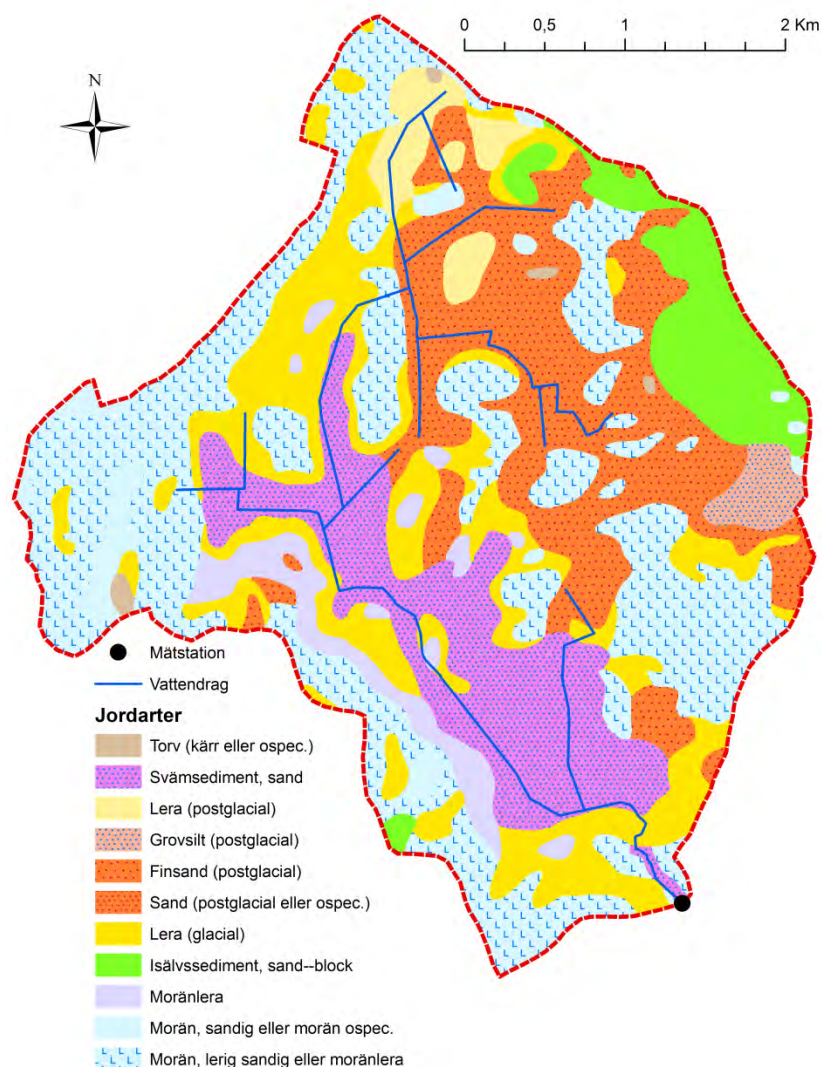 0 0,5 1 2 Km
N
Mätstation
Vattendrag
Jordarter
Torv (kärr eller ospec.)
Svämsediment, sand
Lera (postglacial)
Grovsilt (postglacial)
Finsand (postglacial)
Sand (postglacial eller ospec.)
Lera (glacial)
Isälvssediment, sand--block
Moränlera
Morän, sandig eller morän ospec.
Morän, lerig sandig eller moränlera